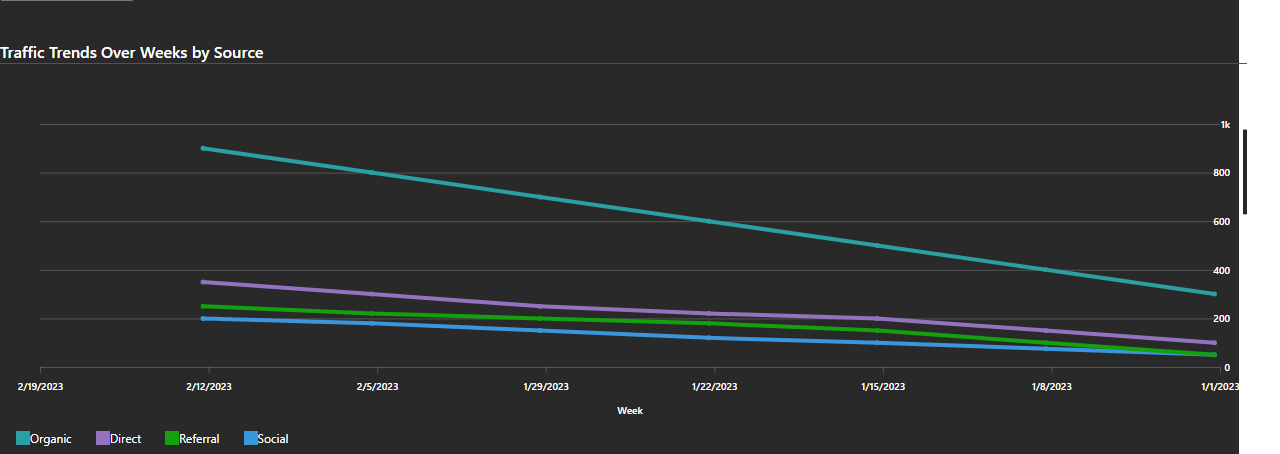 Traffic Trends Over Weeks by Source
1k
800
600
400
200
0
2/19/2023 2/12/2023 2/5/2023 1/29/2023 1/22/2023 1/15/2023 1/8/2023 1/1/2023
Week
Organic Direct Referral Social